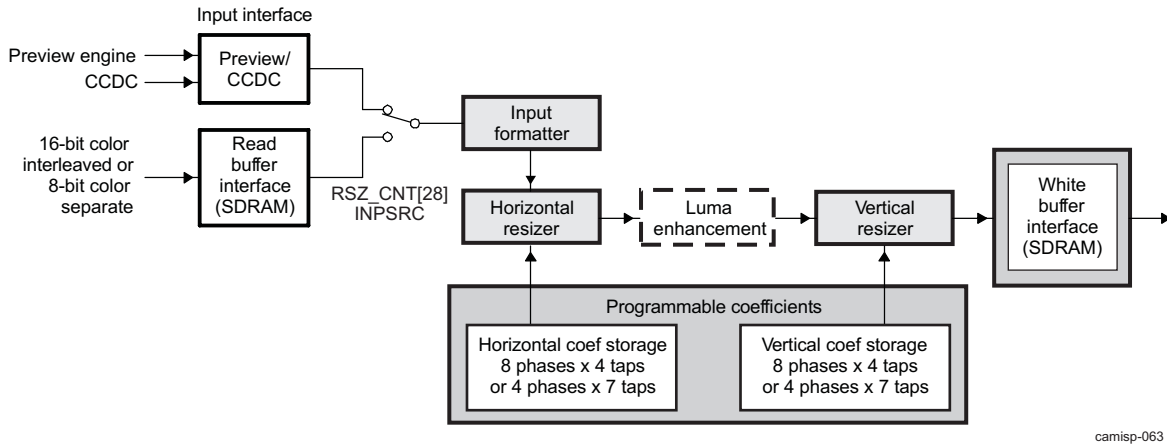 Input interface
Preview engine
CCDC
Preview/
CCDC
16-bit color
interleaved or
8-bit color
separate
Read
buffer
interface
(SDRAM)
RSZ_CNT[28]
INPSRC
Input
formatter
Horizontal
resizer
Luma
enhancement
Vertical
resizer
White
buffer
interface
(SDRAM)
Programmable coefficients
Horizontal coef storage
8 phases x 4 taps
or 4 phases x 7 taps
Vertical coef storage
8 phases x 4 taps
or 4 phases x 7 taps
camisp-063